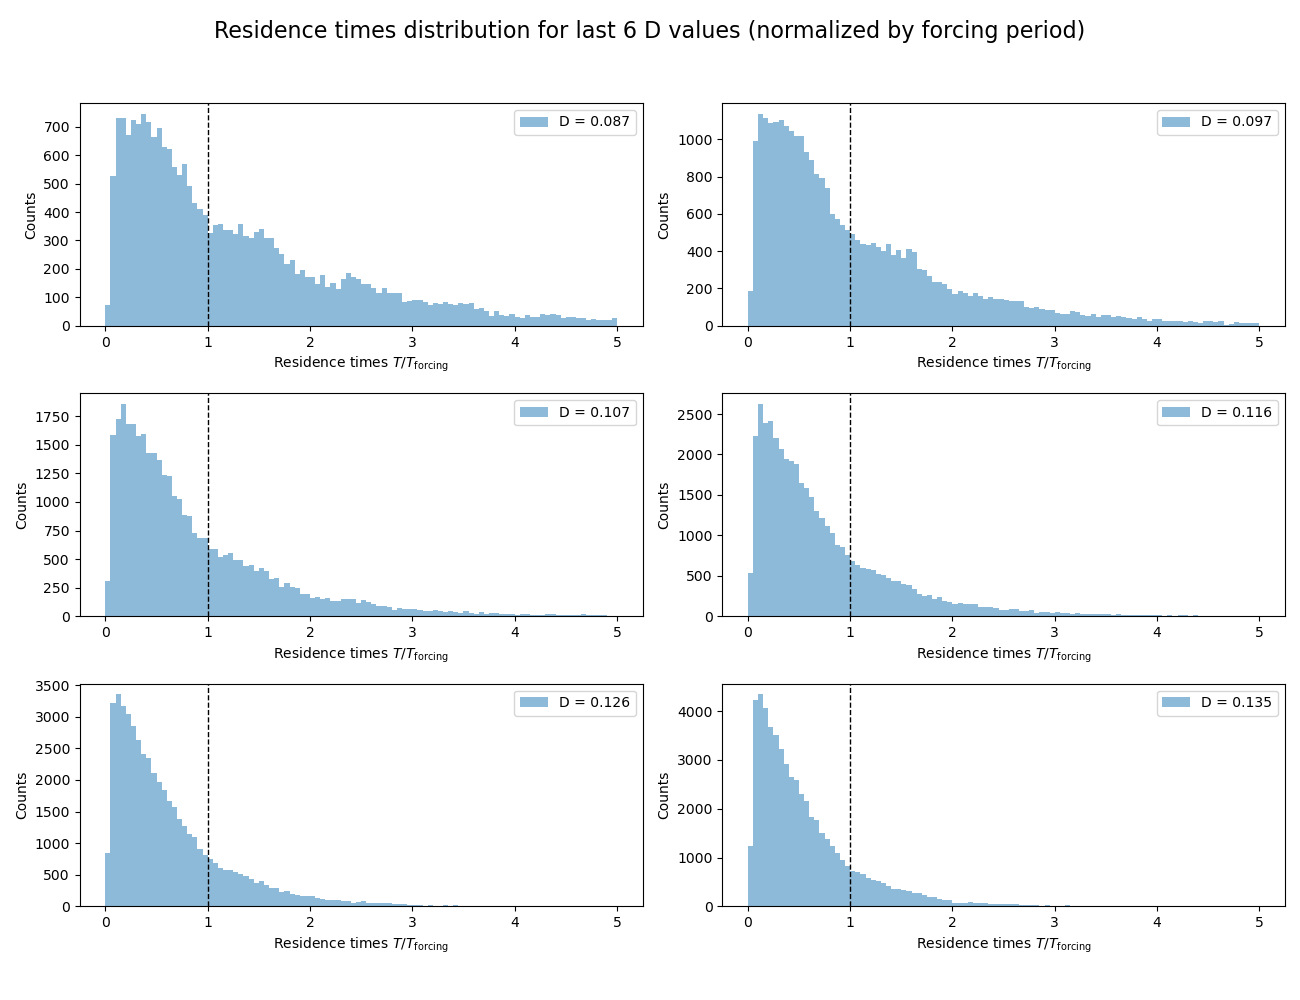 Residence times distribution for last 6 D values (normalized by forcing period)
D = 0.087
Counts
700
600
500
400
300
200
100
0
0 1 2 3 4 5
Residence times T/T_forcing
D = 0.097
Counts
1000
800
600
400
200
0
0 1 2 3 4 5
Residence times T/T_forcing
D = 0.107
Counts
1750
1500
1250
1000
750
500
250
0
0 1 2 3 4 5
Residence times T/T_forcing
D = 0.116
Counts
2500
2000
1500
1000
500
0
0 1 2 3 4 5
Residence times T/T_forcing
D = 0.126
Counts
3500
3000
2500
2000
1500
1000
500
0
0 1 2 3 4 5
Residence times T/T_forcing
D = 0.135
Counts
4000
3000
2000
1000
0
0 1 2 3 4 5
Residence times T/T_forcing